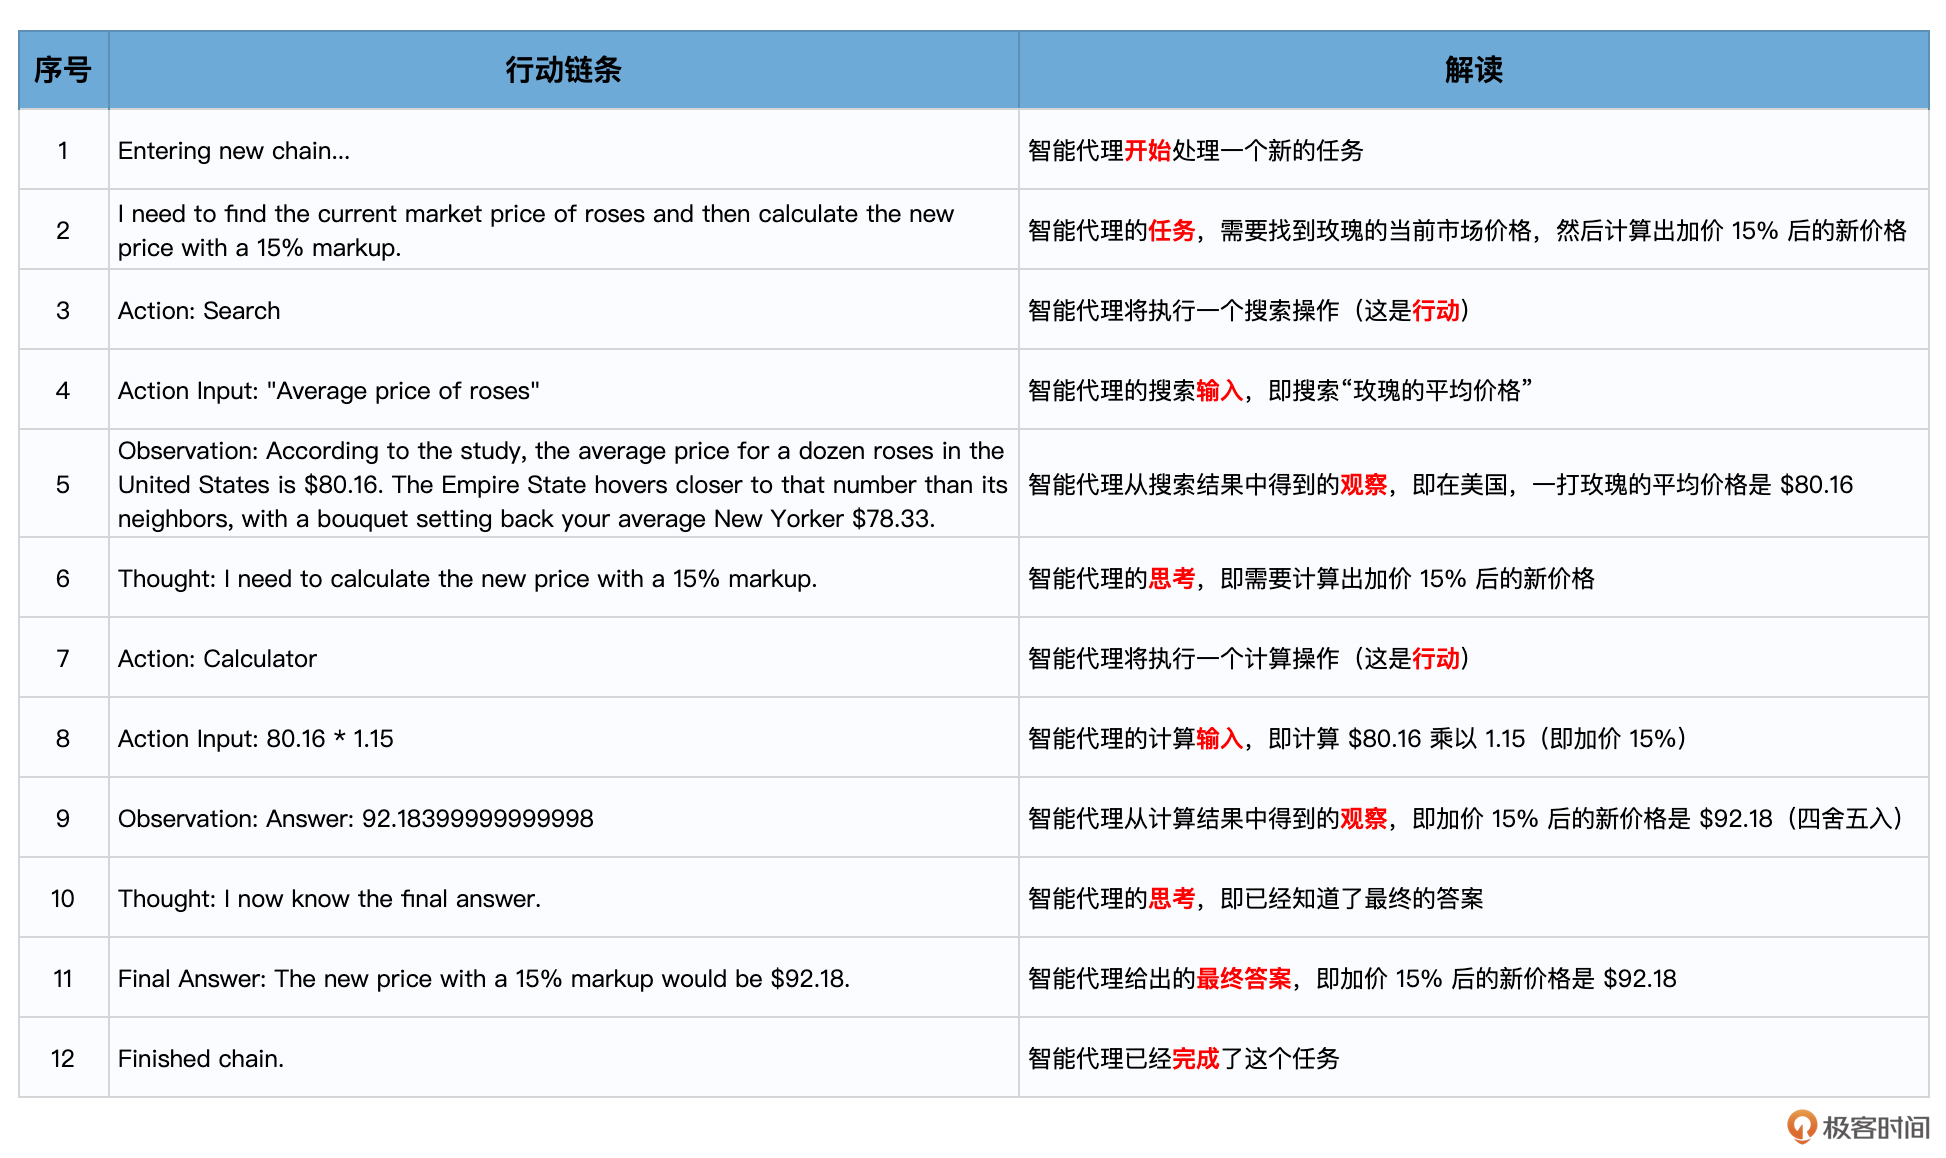 序号 行动链条 解读
1 Entering new chain... 智能代理开始处理一个新的任务
2 I need to find the current market price of roses and then calculate the new
price with a 15% markup. 智能代理的任务，需要找到玫瑰的当前市场价格，然后计算出加价 15% 后的新价格
3 Action: Search 智能代理将执行一个搜索操作（这是行动）
4 Action Input: "Average price of roses" 智能代理的搜索输入，即搜索“玫瑰的平均价格”
5 Observation: According to the study, the average price for a dozen roses in the
United States is $80.16. The Empire State hovers closer to that number than its
neighbors, with a bouquet setting back your average New Yorker $78.33. 智能代理从搜索结果中得到的观察，即在美国，一打玫瑰的平均价格是 $80.16
6 Thought: I need to calculate the new price with a 15% markup. 智能代理的思考，即需要计算出加价 15% 后的新价格
7 Action: Calculator 智能代理将执行一个计算操作（这是行动）
8 Action Input: 80.16 * 1.15 智能代理的计算输入，即计算 $80.16 乘以 1.15（即加价 15%）
9 Observation: Answer: 92.18399999999998 智能代理从计算结果中得到的观察，即加价 15% 后的新价格是 $92.18（四舍五入）
10 Thought: I now know the final answer. 智能代理的思考，即已经知道了最终的答案
11 Final Answer: The new price with a 15% markup would be $92.18. 智能代理给出的最终答案，即加价 15% 后的新价格是 $92.18
12 Finished chain. 智能代理已经完成了这个任务
极客时间